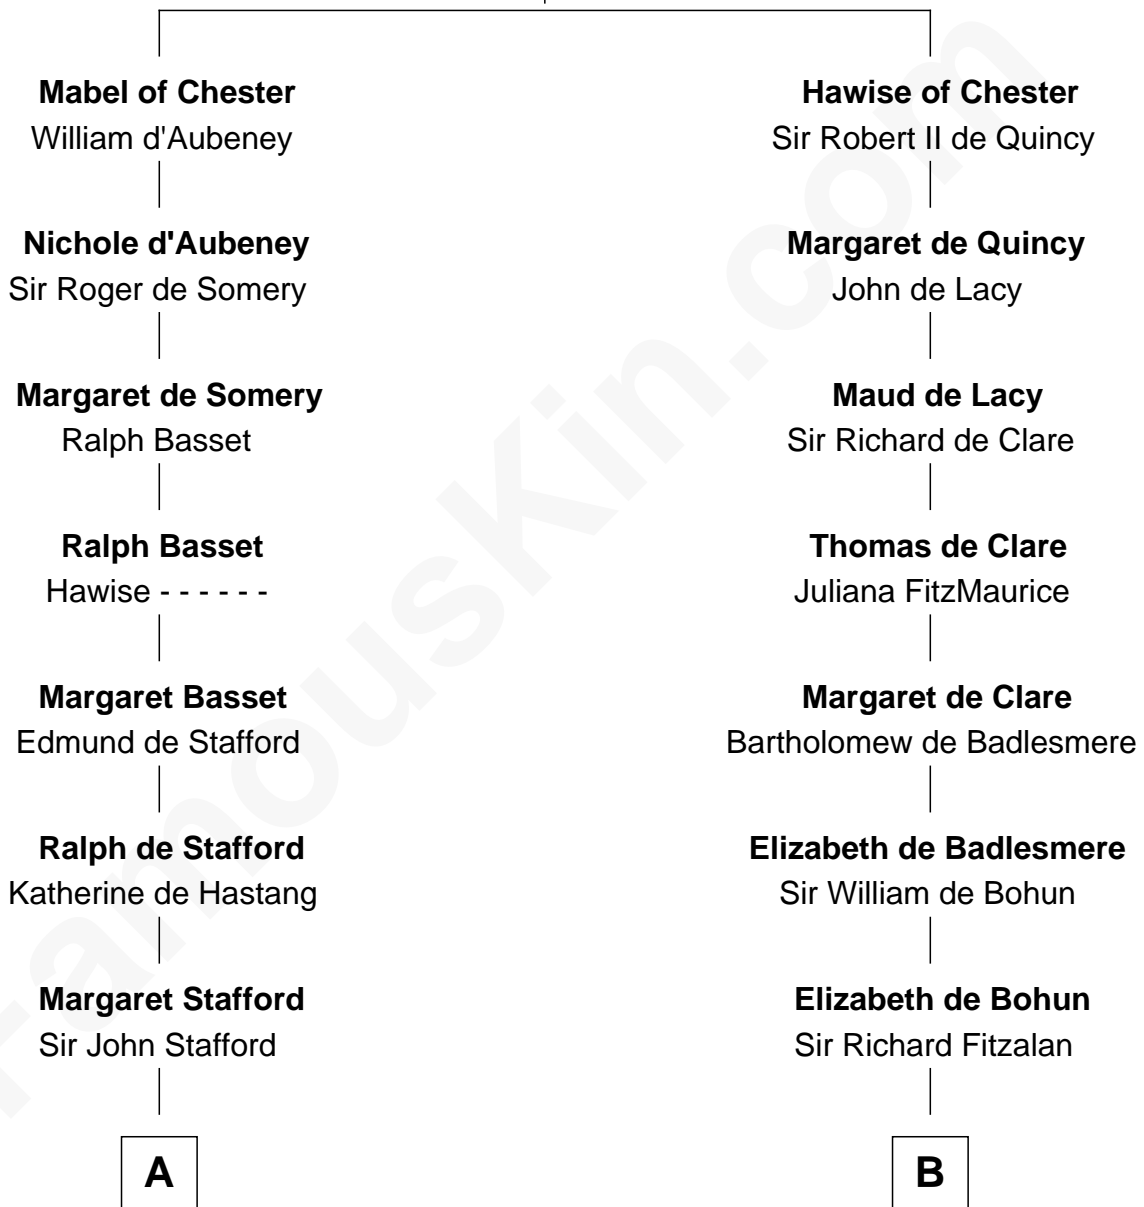 Mabel of Chester
William d'Aubeney
Nichole d'Aubeney
Sir Roger de Somery
Margaret de Somery
Ralph Basset
Ralph Basset
Hawise - - - - - -
Margaret Basset
Edmund de Stafford
Ralph de Stafford
Katherine de Hastang
Margaret Stafford
Sir John Stafford
A
Hawise of Chester
Sir Robert II de Quincy
Margaret de Quincy
John de Lacy
Maud de Lacy
Sir Richard de Clare
Thomas de Clare
Juliana FitzMaurice
Margaret de Clare
Bartholomew de Badlesmere
Elizabeth de Badlesmere
Sir William de Bohun
Elizabeth de Bohun
Sir Richard Fitzalan
B
FamousKin.com